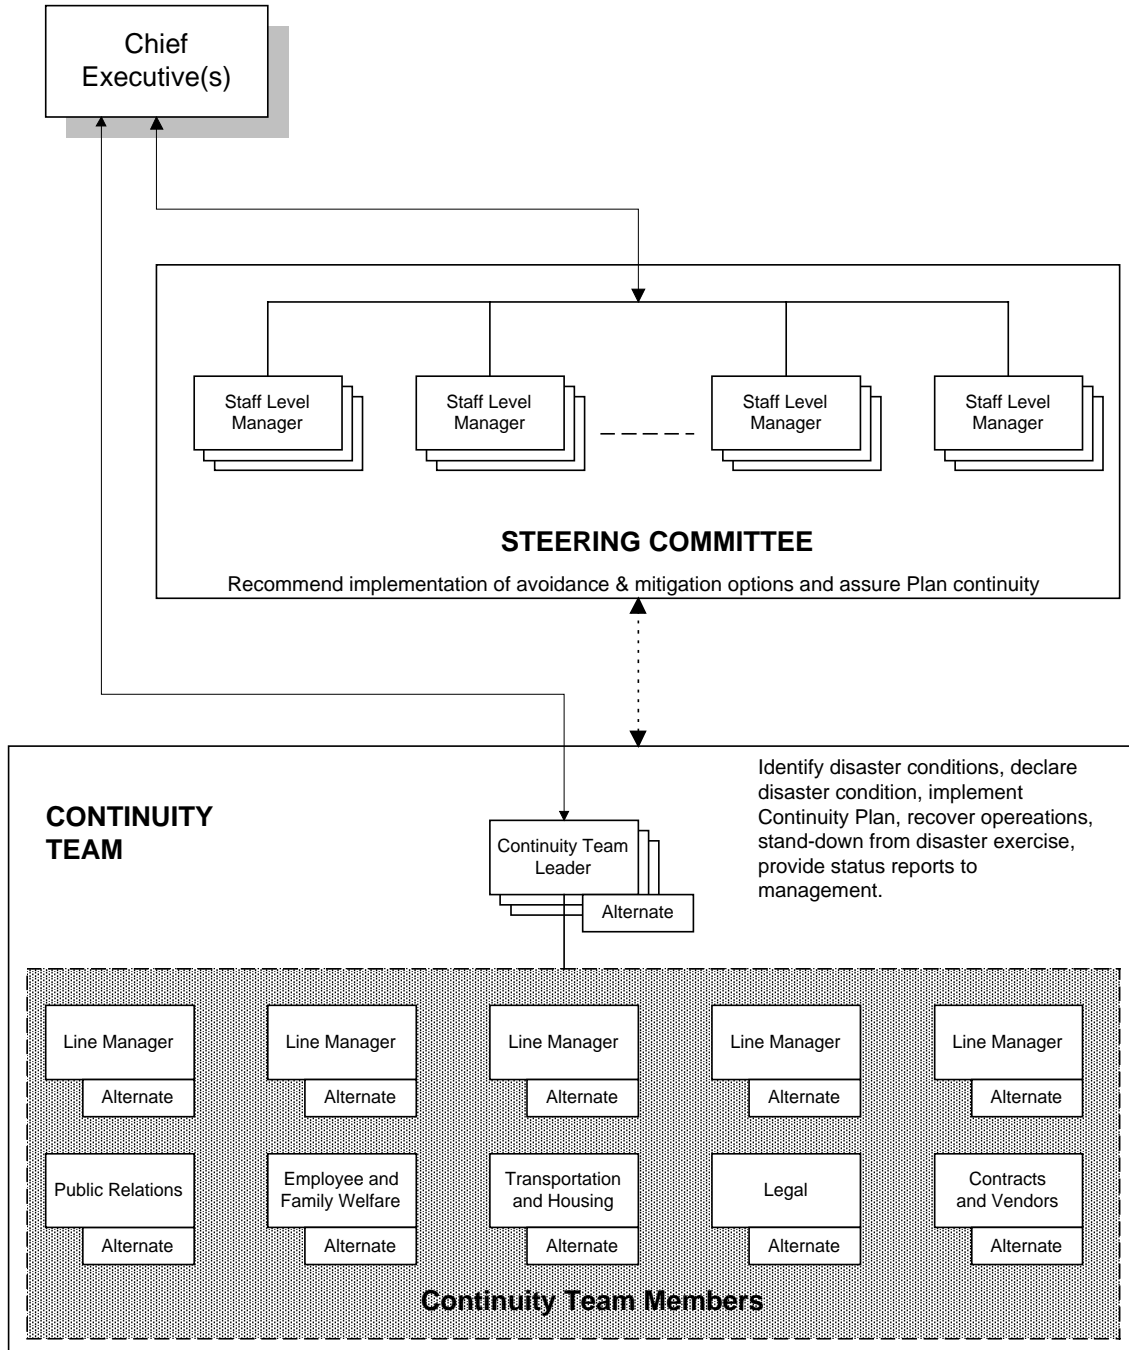 Chief
Executive(s)
Staff Level
Manager
Staff Level
Manager
Staff Level
Manager
Staff Level
Manager
STEERING COMMITTEE
Recommend implementation of avoidance & mitigation options and assure Plan continuity
CONTINUITY
TEAM
Identify disaster conditions, declare
disaster condition, implement
Continuity Plan, recover opereations,
stand-down from disaster exercise,
provide status reports to
management.
Continuity Team
Leader
Alternate
Line Manager
Alternate
Line Manager
Alternate
Line Manager
Alternate
Line Manager
Alternate
Line Manager
Alternate
Public Relations
Alternate
Employee and
Family Welfare
Alternate
Transportation
and Housing
Alternate
Legal
Alternate
Contracts
and Vendors
Alternate
Continuity Team Members